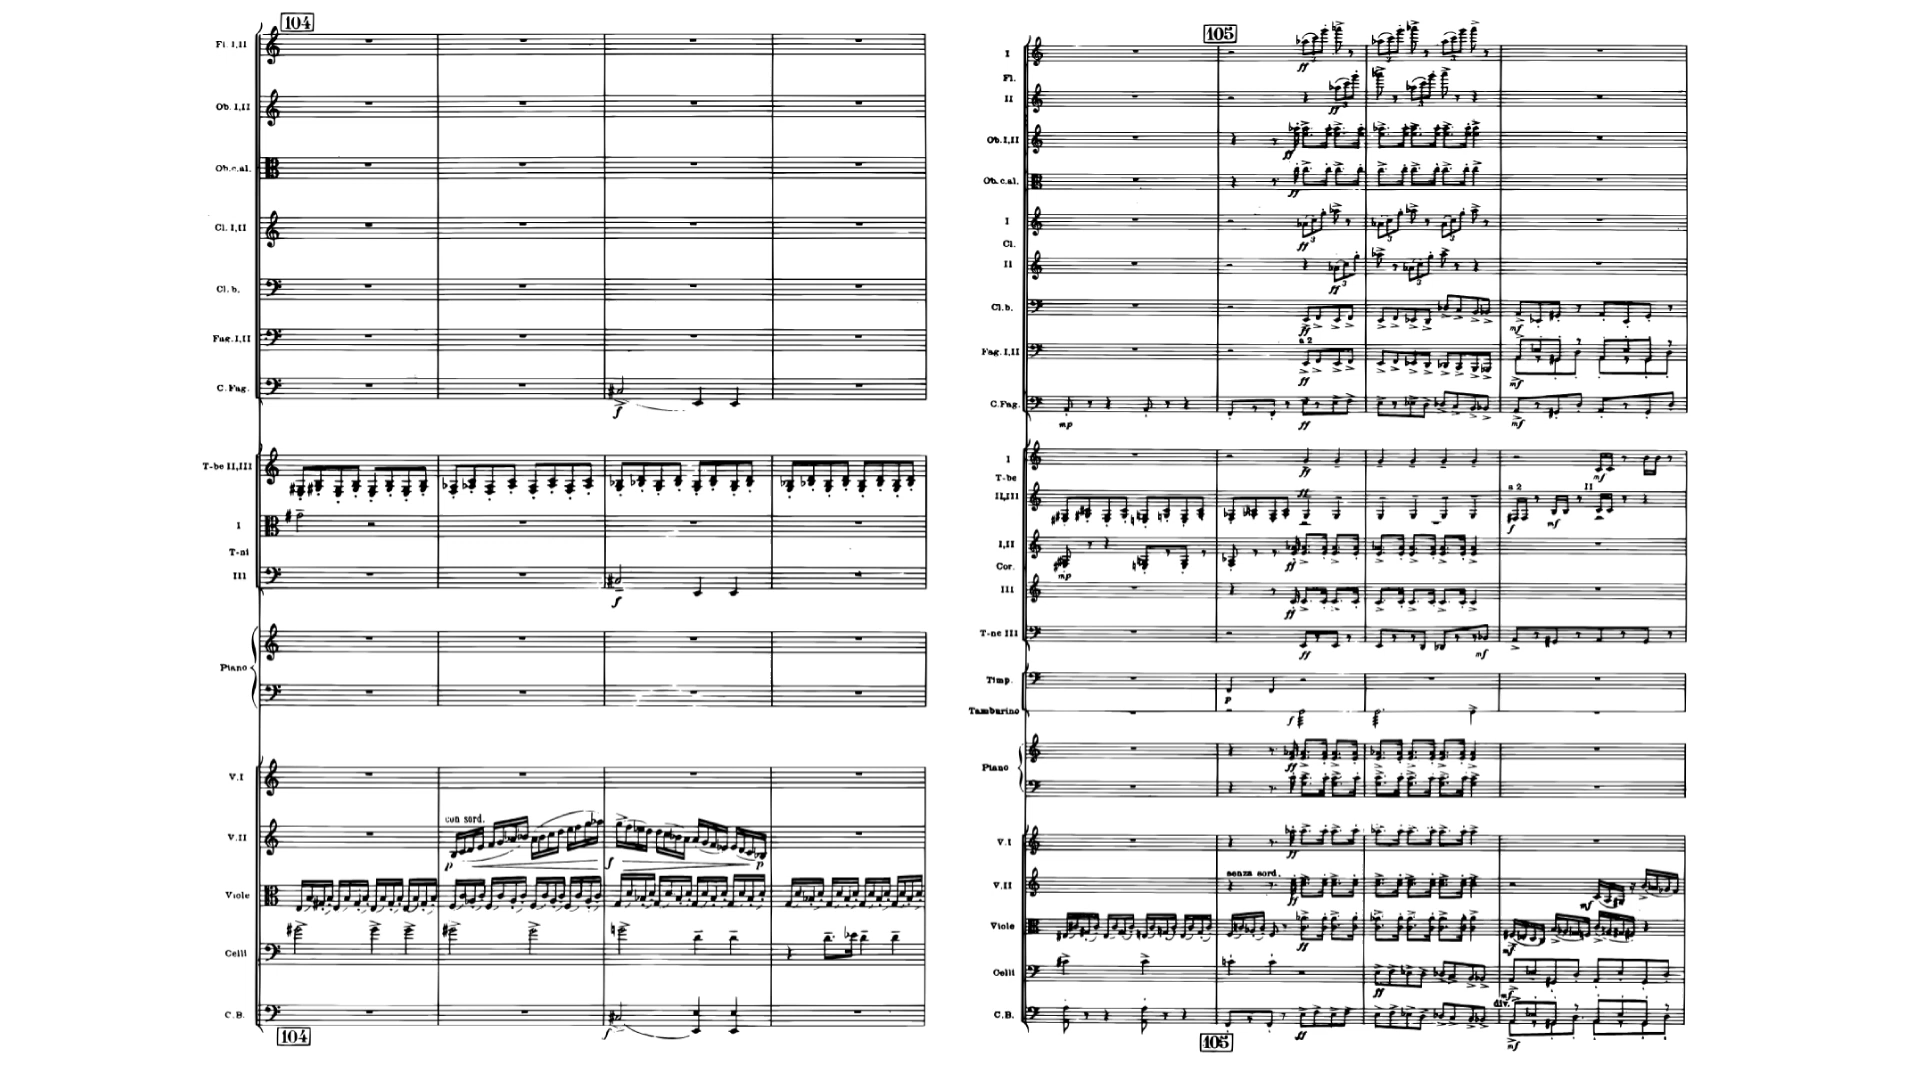 104
Fl. I,II
Ob. I,II
Ob.c.al.
Cl. I,II
Cl. b.
Fag. I,II
C. Fag.
f
T-be II,III
I
T-ni
III
f
Piano
V.I
con sord.
V.II
p f p
Viole
Celli
C.B.
f
104
105
I
ff
Fl.
II
ff
Ob. I,II
ff
Ob.c.al.
ff
I
ff
Cl.
II
ff
Cl.b.
ff mf
a 2
Fag. I,II
ff mf
C.Fag.
mp ff mf
I
ff mf
T-be
a 2 II
II,III
ff f mf
I,II
mp ff
Cor.
III
ff
T-ne III
ff mf
Timp.
p
Tamburino
f
Piano
ff
V.I
ff
senza sord.
V.II
ff mf
Viole
ff mf
Celli
ff mf
div.
C.B.
ff mf
105